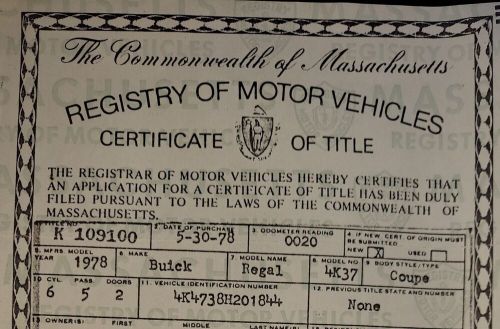 The Commonwealth of Massachusetts
REGISTRY OF MOTOR VEHICLES
CERTIFICATE OF TITLE
THE REGISTRAR OF MOTOR VEHICLES HEREBY CERTIFIES THAT
AN APPLICATION FOR A CERTIFICATE OF TITLE HAS BEEN DULY
FILED PURSUANT TO THE LAWS OF THE COMMONWEALTH OF
MASSACHUSETTS.
TITLE NO. 2. DATE OF PURCHASE 3. ODOMETER READING 4. IF NEW CERT OF ORIGIN MUST
BE SUBMITTED
K 109100 5-30-78 0020 NEW X USED
5. MFRS. MODEL YEAR 6. MAKE 7. MODEL NAME 8. MODEL NO. 9. BODY STYLE/TYPE
1978 Buick Regal 4K37 Coupe
10 CYL. PASS. DOORS 11. VEHICLE IDENTIFICATION NUMBER 12. PREVIOUS TITLE STATE AND NUMBER
6 5 2 4K4738H201844 None
13 OWNER(S): FIRST MIDDLE LAST NAME(S)